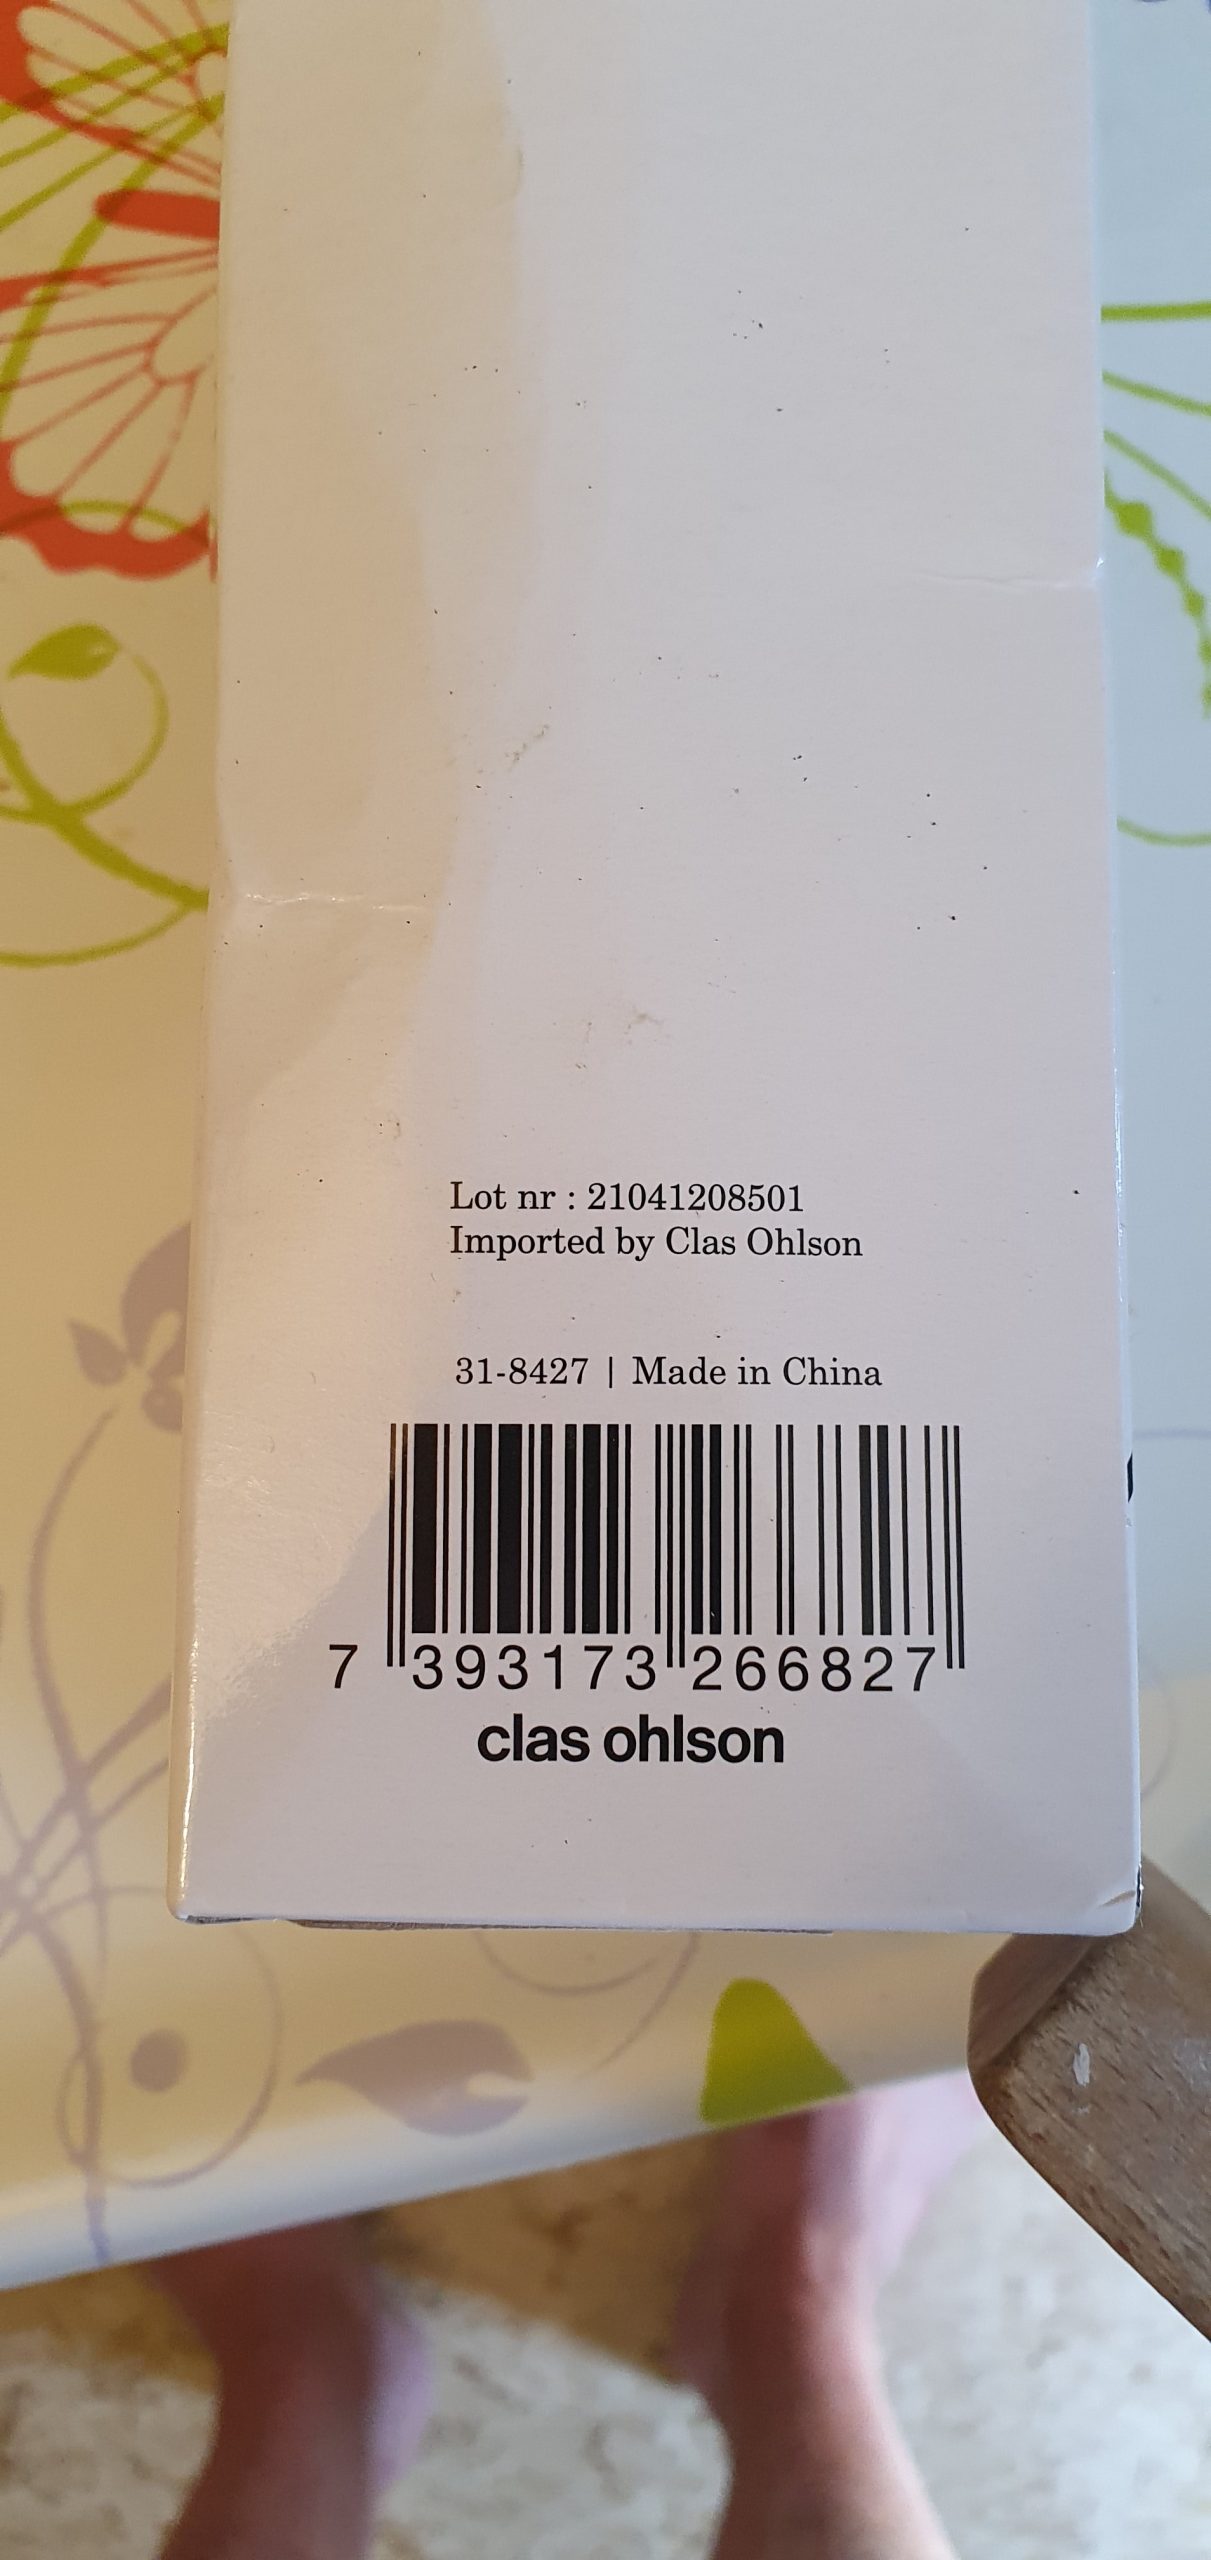 Lot nr : 21041208501
Imported by Clas Ohlson
31-8427 | Made in China
7 393173 266827
clas ohlson